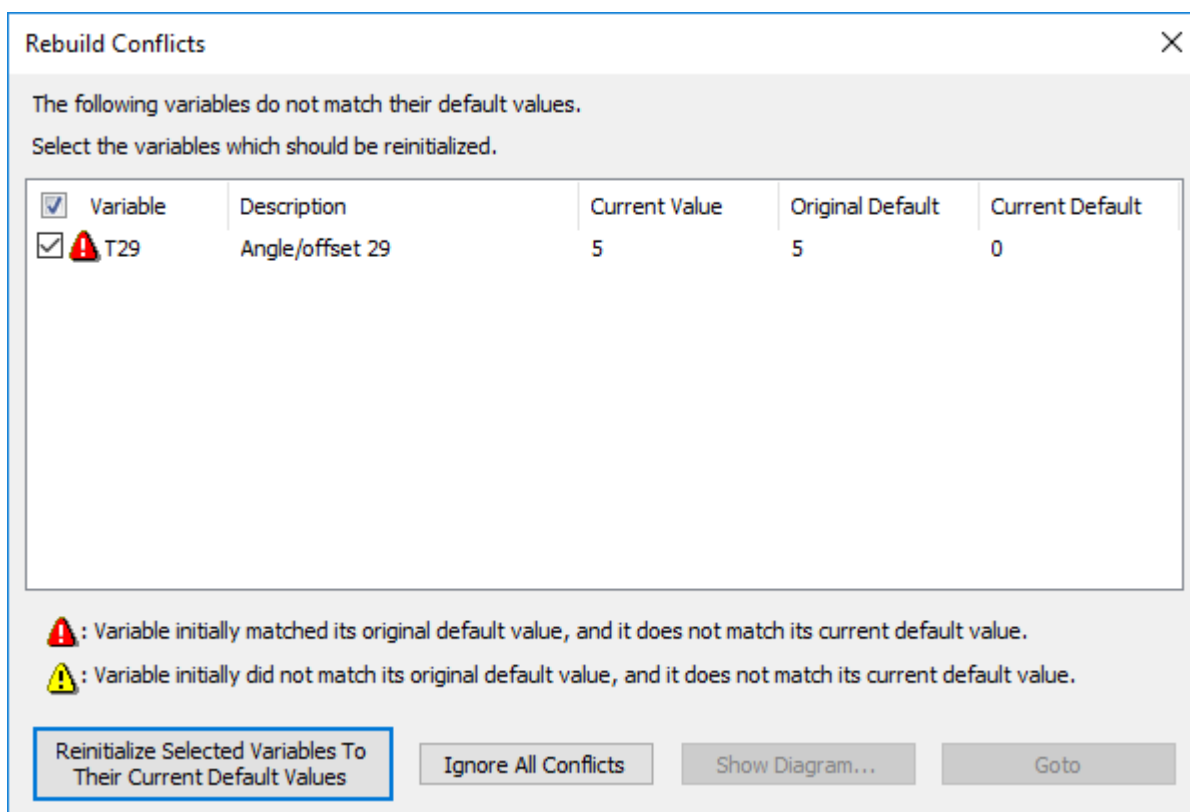 Rebuild Conflicts
The following variables do not match their default values.
Select the variables which should be reinitialized.
Variable Description Current Value Original Default Current Default
T29 Angle/offset 29 5 5 0
: Variable initially matched its original default value, and it does not match its current default value.
: Variable initially did not match its original default value, and it does not match its current default value.
Reinitialize Selected Variables To
Their Current Default Values
Ignore All Conflicts
Show Diagram...
Goto